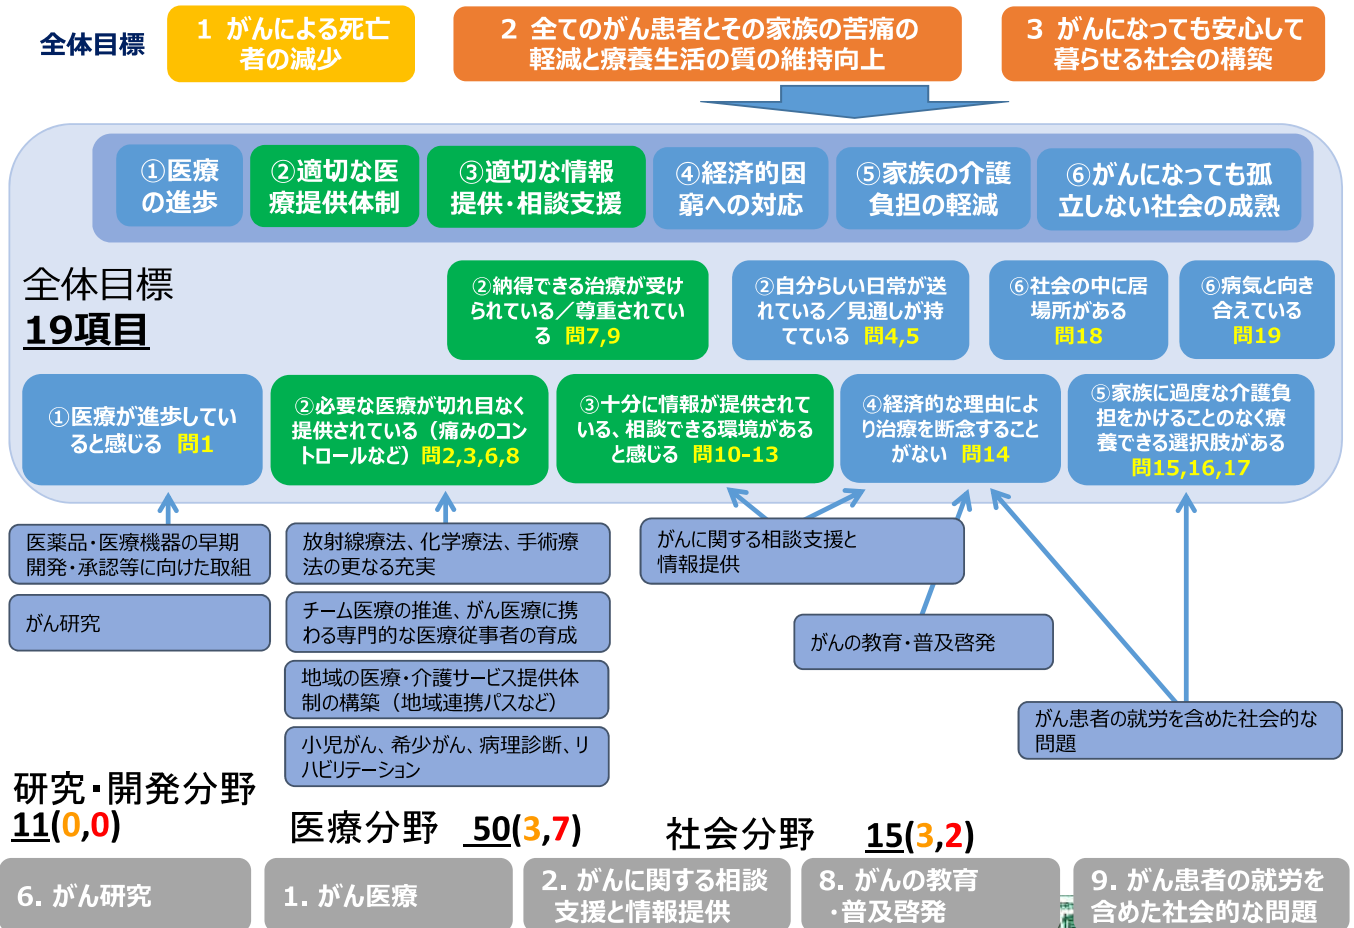 全体目標
1 がんによる死亡
者の減少
2 全てのがん患者とその家族の苦痛の
軽減と療養生活の質の維持向上
3 がんになっても安心して
暮らせる社会の構築
①医療
の進歩
②適切な医
療提供体制
③適切な情報
提供・相談支援
④経済的困
窮への対応
⑤家族の介護
負担の軽減
⑥がんになっても孤
立しない社会の成熟
全体目標
19項目
②納得できる治療が受け
られている／尊重されてい
る 問7,9
②自分らしい日常が送
れている／見通しが持
てている 問4,5
⑥社会の中に居
場所がある
問18
⑥病気と向き
合えている
問19
①医療が進歩してい
ると感じる 問1
②必要な医療が切れ目なく
提供されている（痛みのコン
トロールなど）問2,3,6,8
③十分に情報が提供されて
いる、相談できる環境がある
と感じる 問10-13
④経済的な理由によ
り治療を断念すること
がない 問14
⑤家族に過度な介護負
担をかけることのなく療
養できる選択肢がある
問15,16,17
医薬品・医療機器の早期
開発・承認等に向けた取組
がん研究
放射線療法、化学療法、手術療
法の更なる充実
チーム医療の推進、がん医療に携
わる専門的な医療従事者の育成
地域の医療・介護サービス提供体
制の構築（地域連携パスなど）
小児がん、希少がん、病理診断、リ
ハビリテーション
がんに関する相談支援と
情報提供
がんの教育・普及啓発
がん患者の就労を含めた社会的な
問題
研究・開発分野
11(0,0)
医療分野 50(3,7)
社会分野 15(3,2)
6. がん研究
1. がん医療
2. がんに関する相談
支援と情報提供
8. がんの教育
・普及啓発
9. がん患者の就労を
含めた社会的な問題